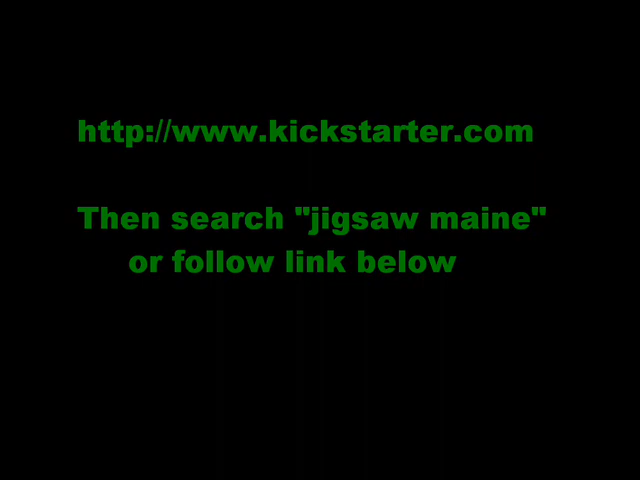 http://www.kickstarter.com
Then search "jigsaw maine"
or follow link below